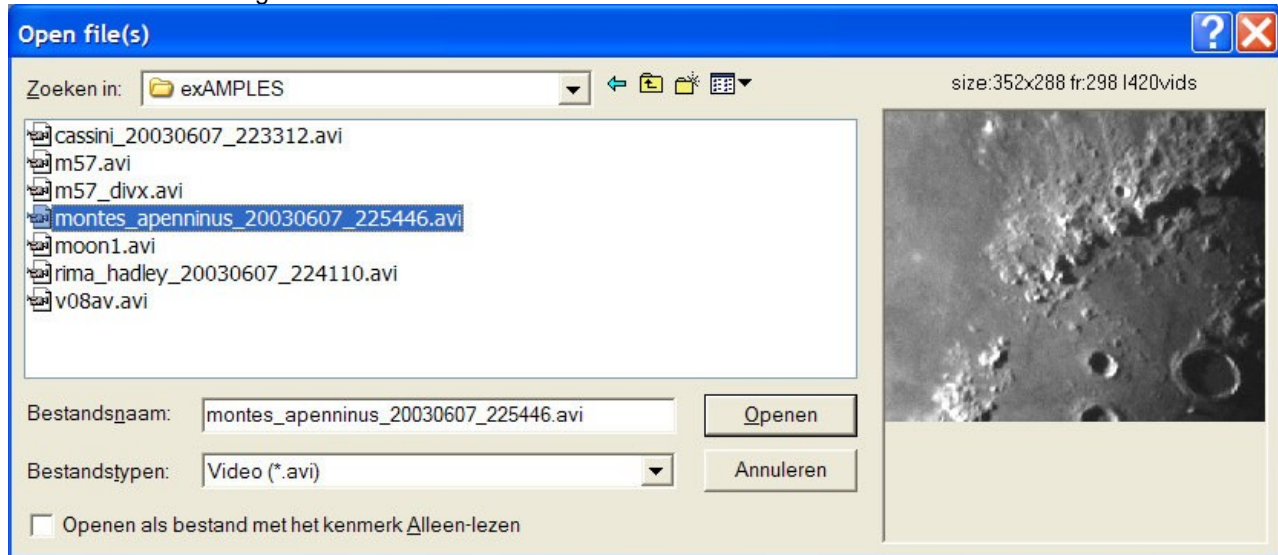 Open file(s)
Zoeken in: exAMPLES
size:352x288 fr:298 I420vids
cassini_20030607_223312.avi
m57.avi
m57_divx.avi
montes_apenninus_20030607_225446.avi
moon1.avi
rima_hadley_20030607_224110.avi
v08av.avi
Bestandsnaam: montes_apenninus_20030607_225446.avi Openen
Bestandstypen: Video (*.avi) Annuleren
Openen als bestand met het kenmerk Alleen-lezen